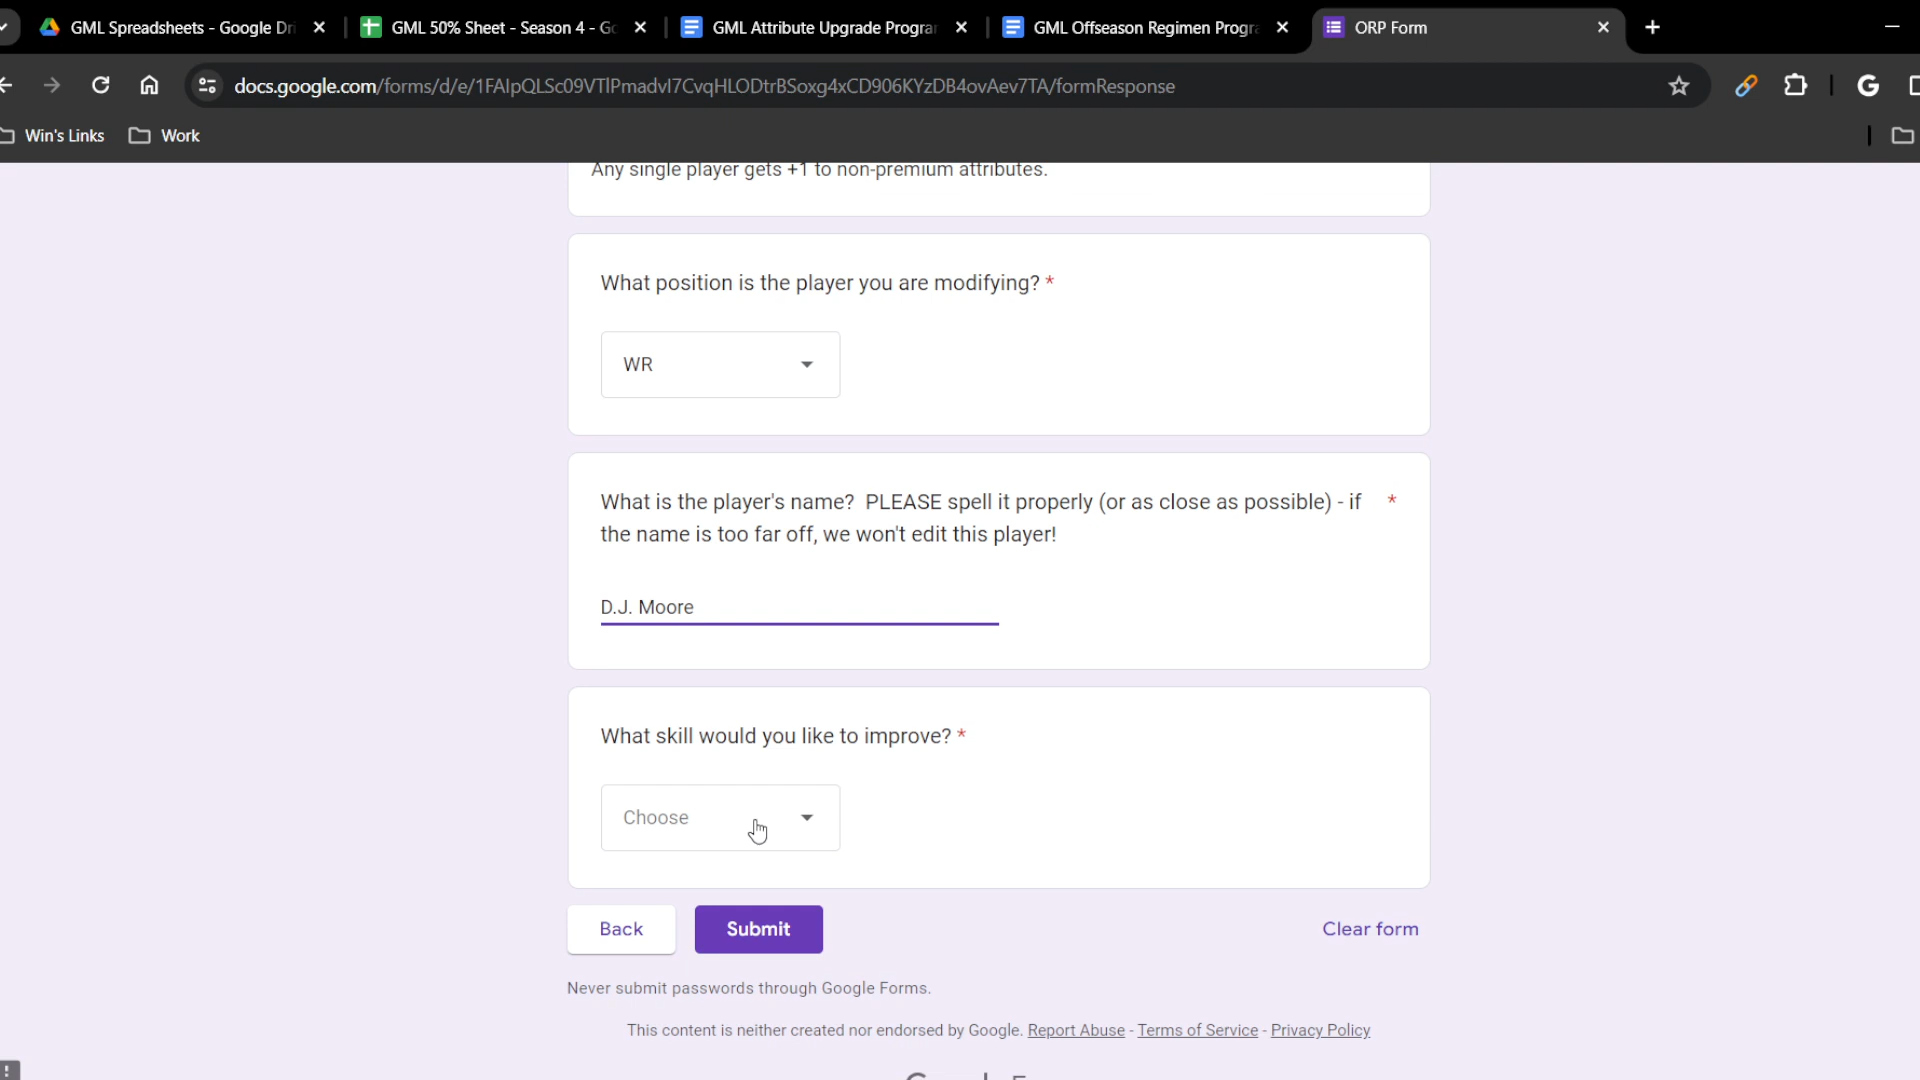 GML Spreadsheets - Google Dri
GML 50% Sheet - Season 4 - Go
GML Attribute Upgrade Program
GML Offseason Regimen Progra
ORP Form
docs.google.com/forms/d/e/1FAIpQLSc09VTlPmadvI7CvqHLODtrBSoxg4xCD906KYzDB4ovAev7TA/formResponse
Win's Links
Work
Any single player gets +1 to non-premium attributes.
What position is the player you are modifying? *
WR
What is the player's name?  PLEASE spell it properly (or as close as possible) - if *
the name is too far off, we won't edit this player!
D.J. Moore
What skill would you like to improve? *
Choose
Back
Submit
Clear form
Never submit passwords through Google Forms.
This content is neither created nor endorsed by Google. Report Abuse - Terms of Service - Privacy Policy